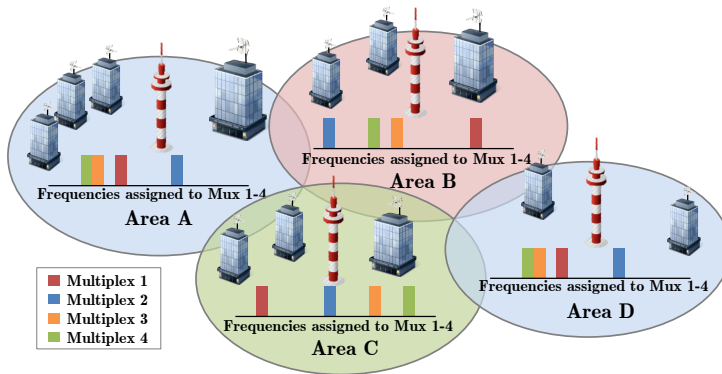 Frequencies assigned to Mux 1-4
Area B
Frequencies assigned to Mux 1-4
Area A
Frequencies assigned to Mux 1-4
Area D
Frequencies assigned to Mux 1-4
Area C
Multiplex 1
Multiplex 2
Multiplex 3
Multiplex 4